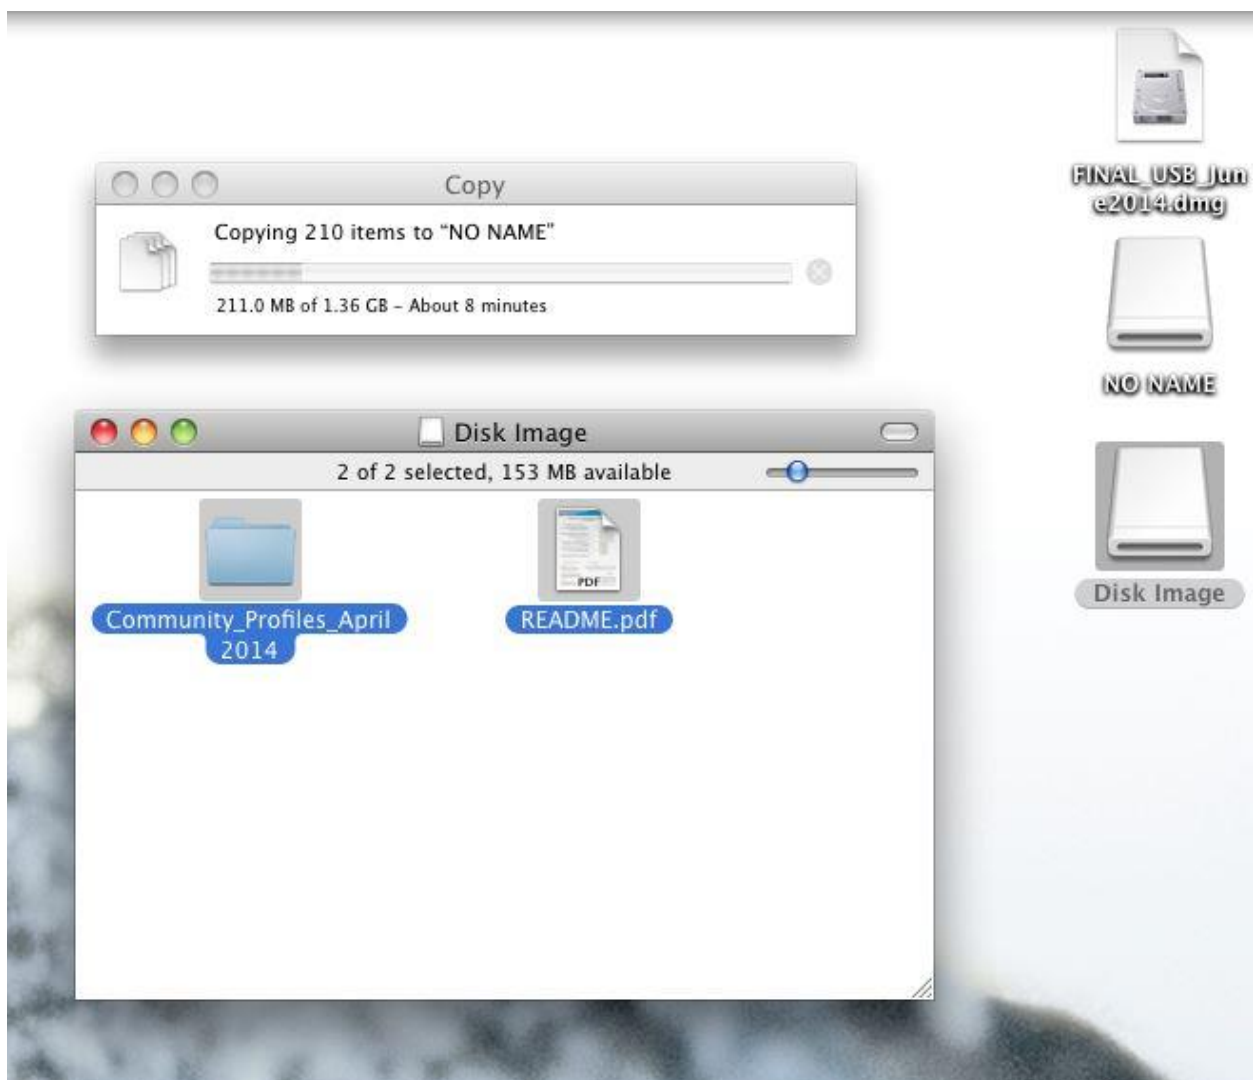 Copy
Copying 210 items to “NO NAME”
211.0 MB of 1.36 GB – About 8 minutes
Disk Image
2 of 2 selected, 153 MB available
Community_Profiles_April
2014
PDF
README.pdf
FINAL_USB_Jun
e2014.dmg
NO NAME
Disk Image